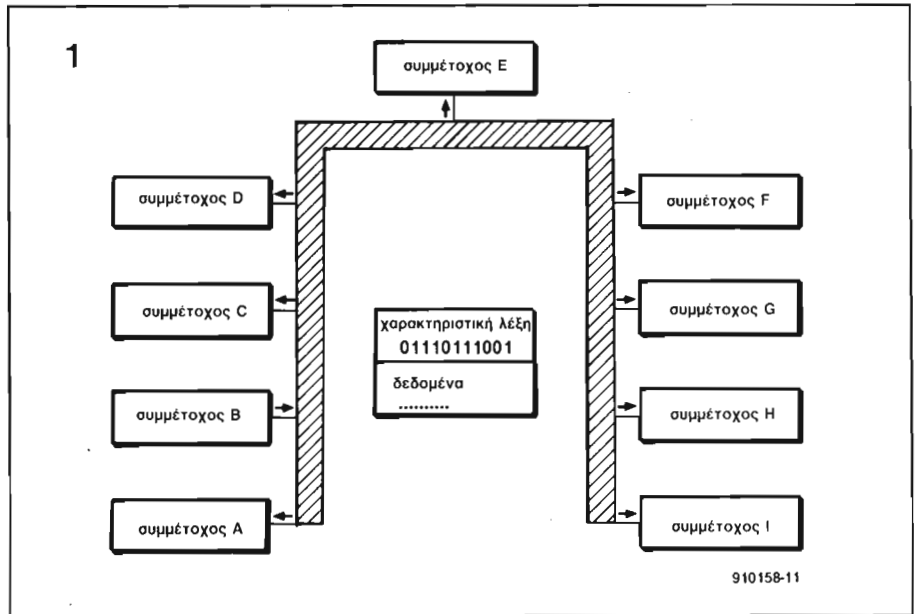 1
συμμέτοχος E
συμμέτοχος D
συμμέτοχος F
συμμέτοχος C
συμμέτοχος G
χαρακτηριστική λέξη
01110111001
δεδομένα
..........
συμμέτοχος B
συμμέτοχος H
συμμέτοχος A
συμμέτοχος I
910158-11